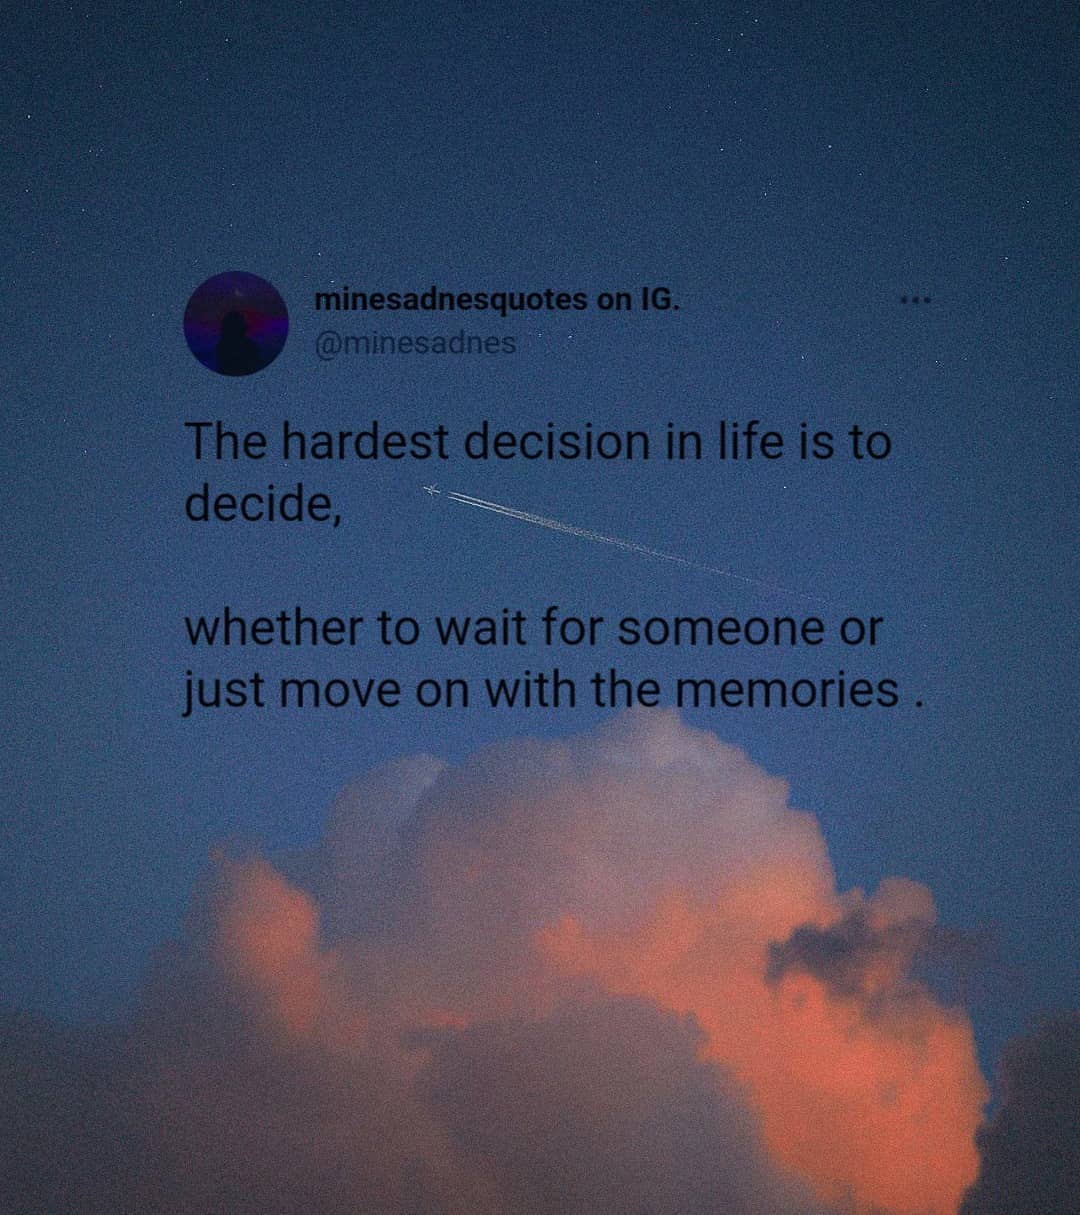 minesadnesquotes on IG.
@minesadnes
The hardest decision in life is to
decide,
whether to wait for someone or
just move on with the memories .